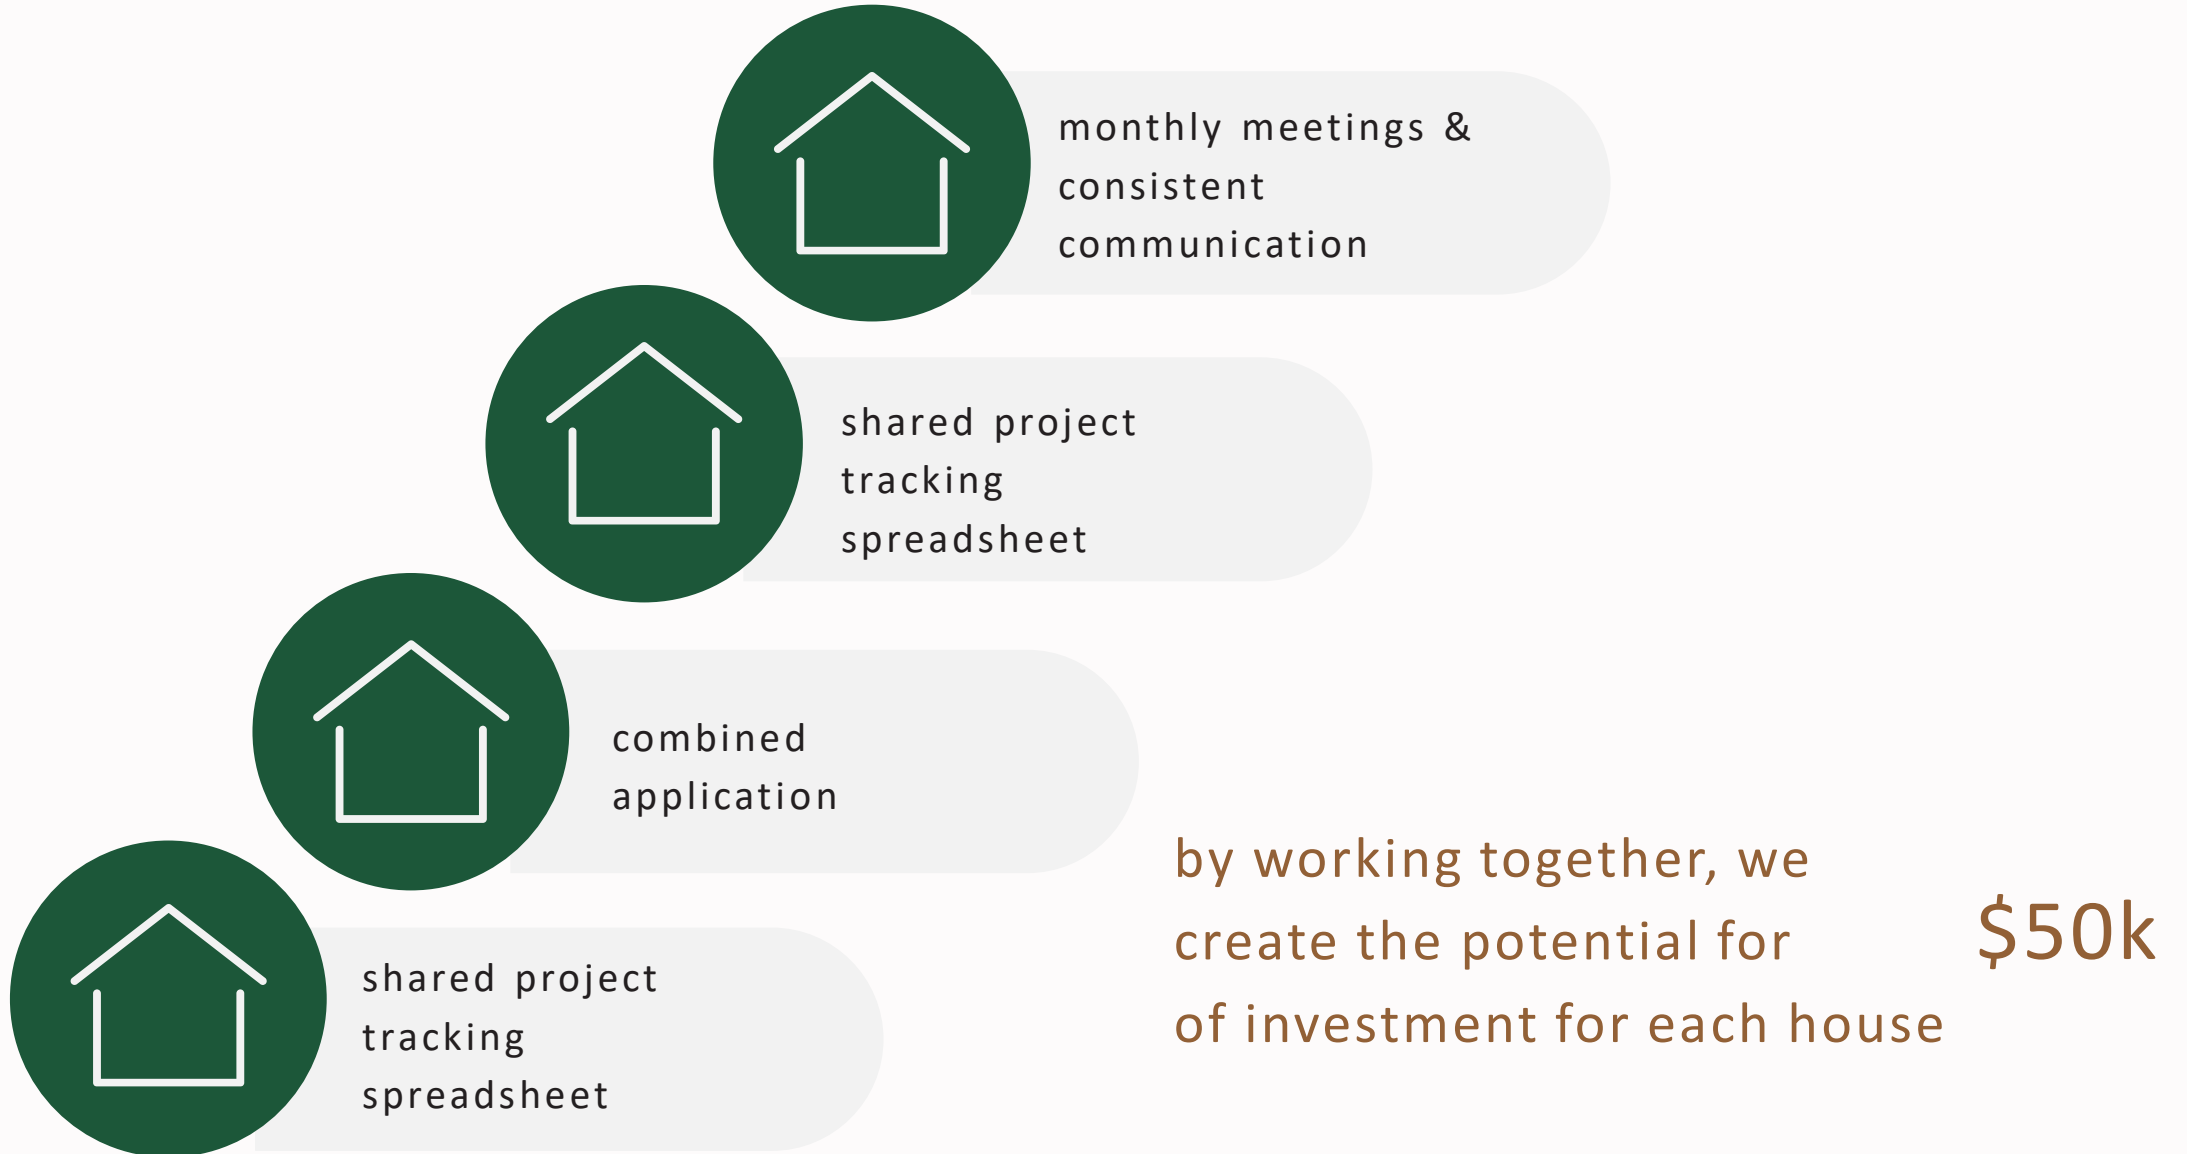 monthly meetings &
consistent
communication
shared project
tracking
spreadsheet
combined
application
shared project
tracking
spreadsheet
by working together, we
create the potential for $50k
of investment for each house